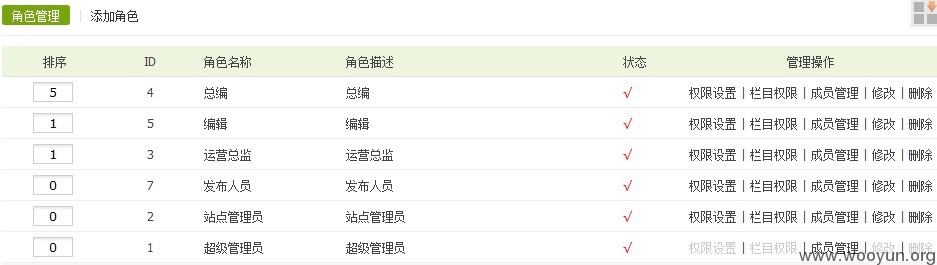 角色管理 | 添加角色
排序 ID 角色名称 角色描述 状态 管理操作
5 4 总编 总编 √ 权限设置 | 栏目权限 | 成员管理 | 修改 | 删除
1 5 编辑 编辑 √ 权限设置 | 栏目权限 | 成员管理 | 修改 | 删除
1 3 运营总监 运营总监 √ 权限设置 | 栏目权限 | 成员管理 | 修改 | 删除
0 7 发布人员 发布人员 √ 权限设置 | 栏目权限 | 成员管理 | 修改 | 删除
0 2 站点管理员 站点管理员 √ 权限设置 | 栏目权限 | 成员管理 | 修改 | 删除
0 1 超级管理员 超级管理员 √ 权限设置 | 栏目权限 | 成员管理 | 修改 | 删除
www.wooyun.org